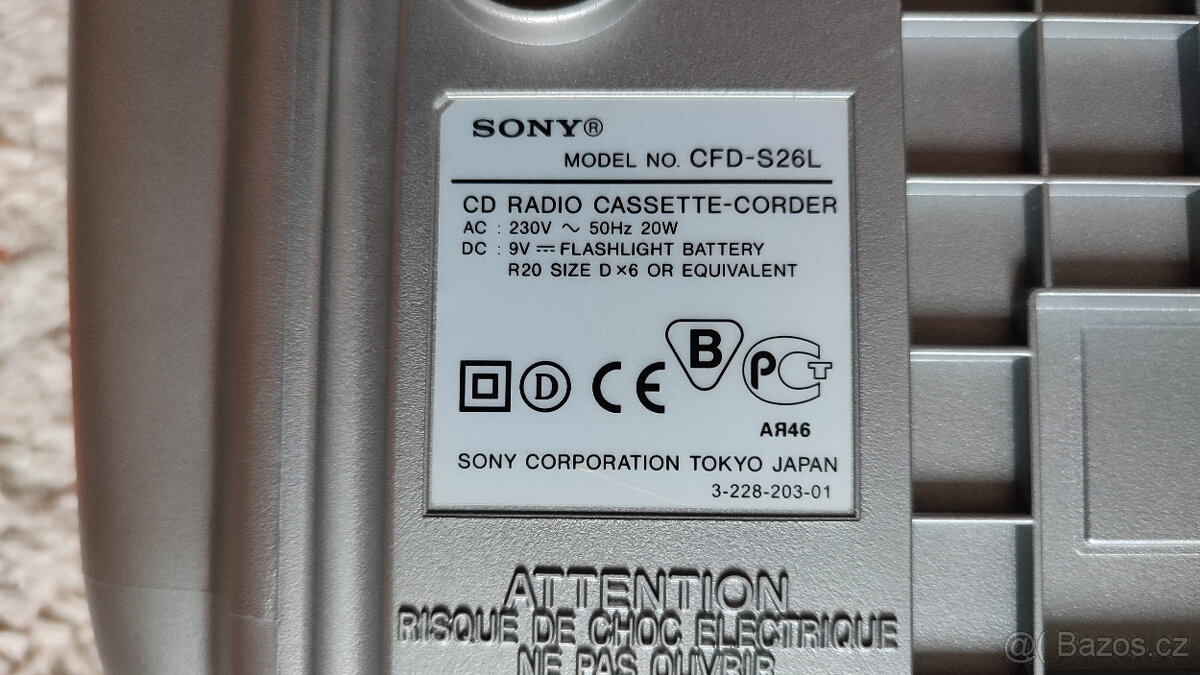 SONY®
MODEL NO. CFD-S26L
CD RADIO CASSETTE-CORDER
AC : 230V ~ 50Hz 20W
DC : 9V ⎓ FLASHLIGHT BATTERY
R20 SIZE D×6 OR EQUIVALENT
D CE B PCT
АЯ46
SONY CORPORATION TOKYO JAPAN
3-228-203-01
ATTENTION
RISQUE DE CHOC ELECTRIQUE
NE PAS OUVRIR
@ Bazos.cz